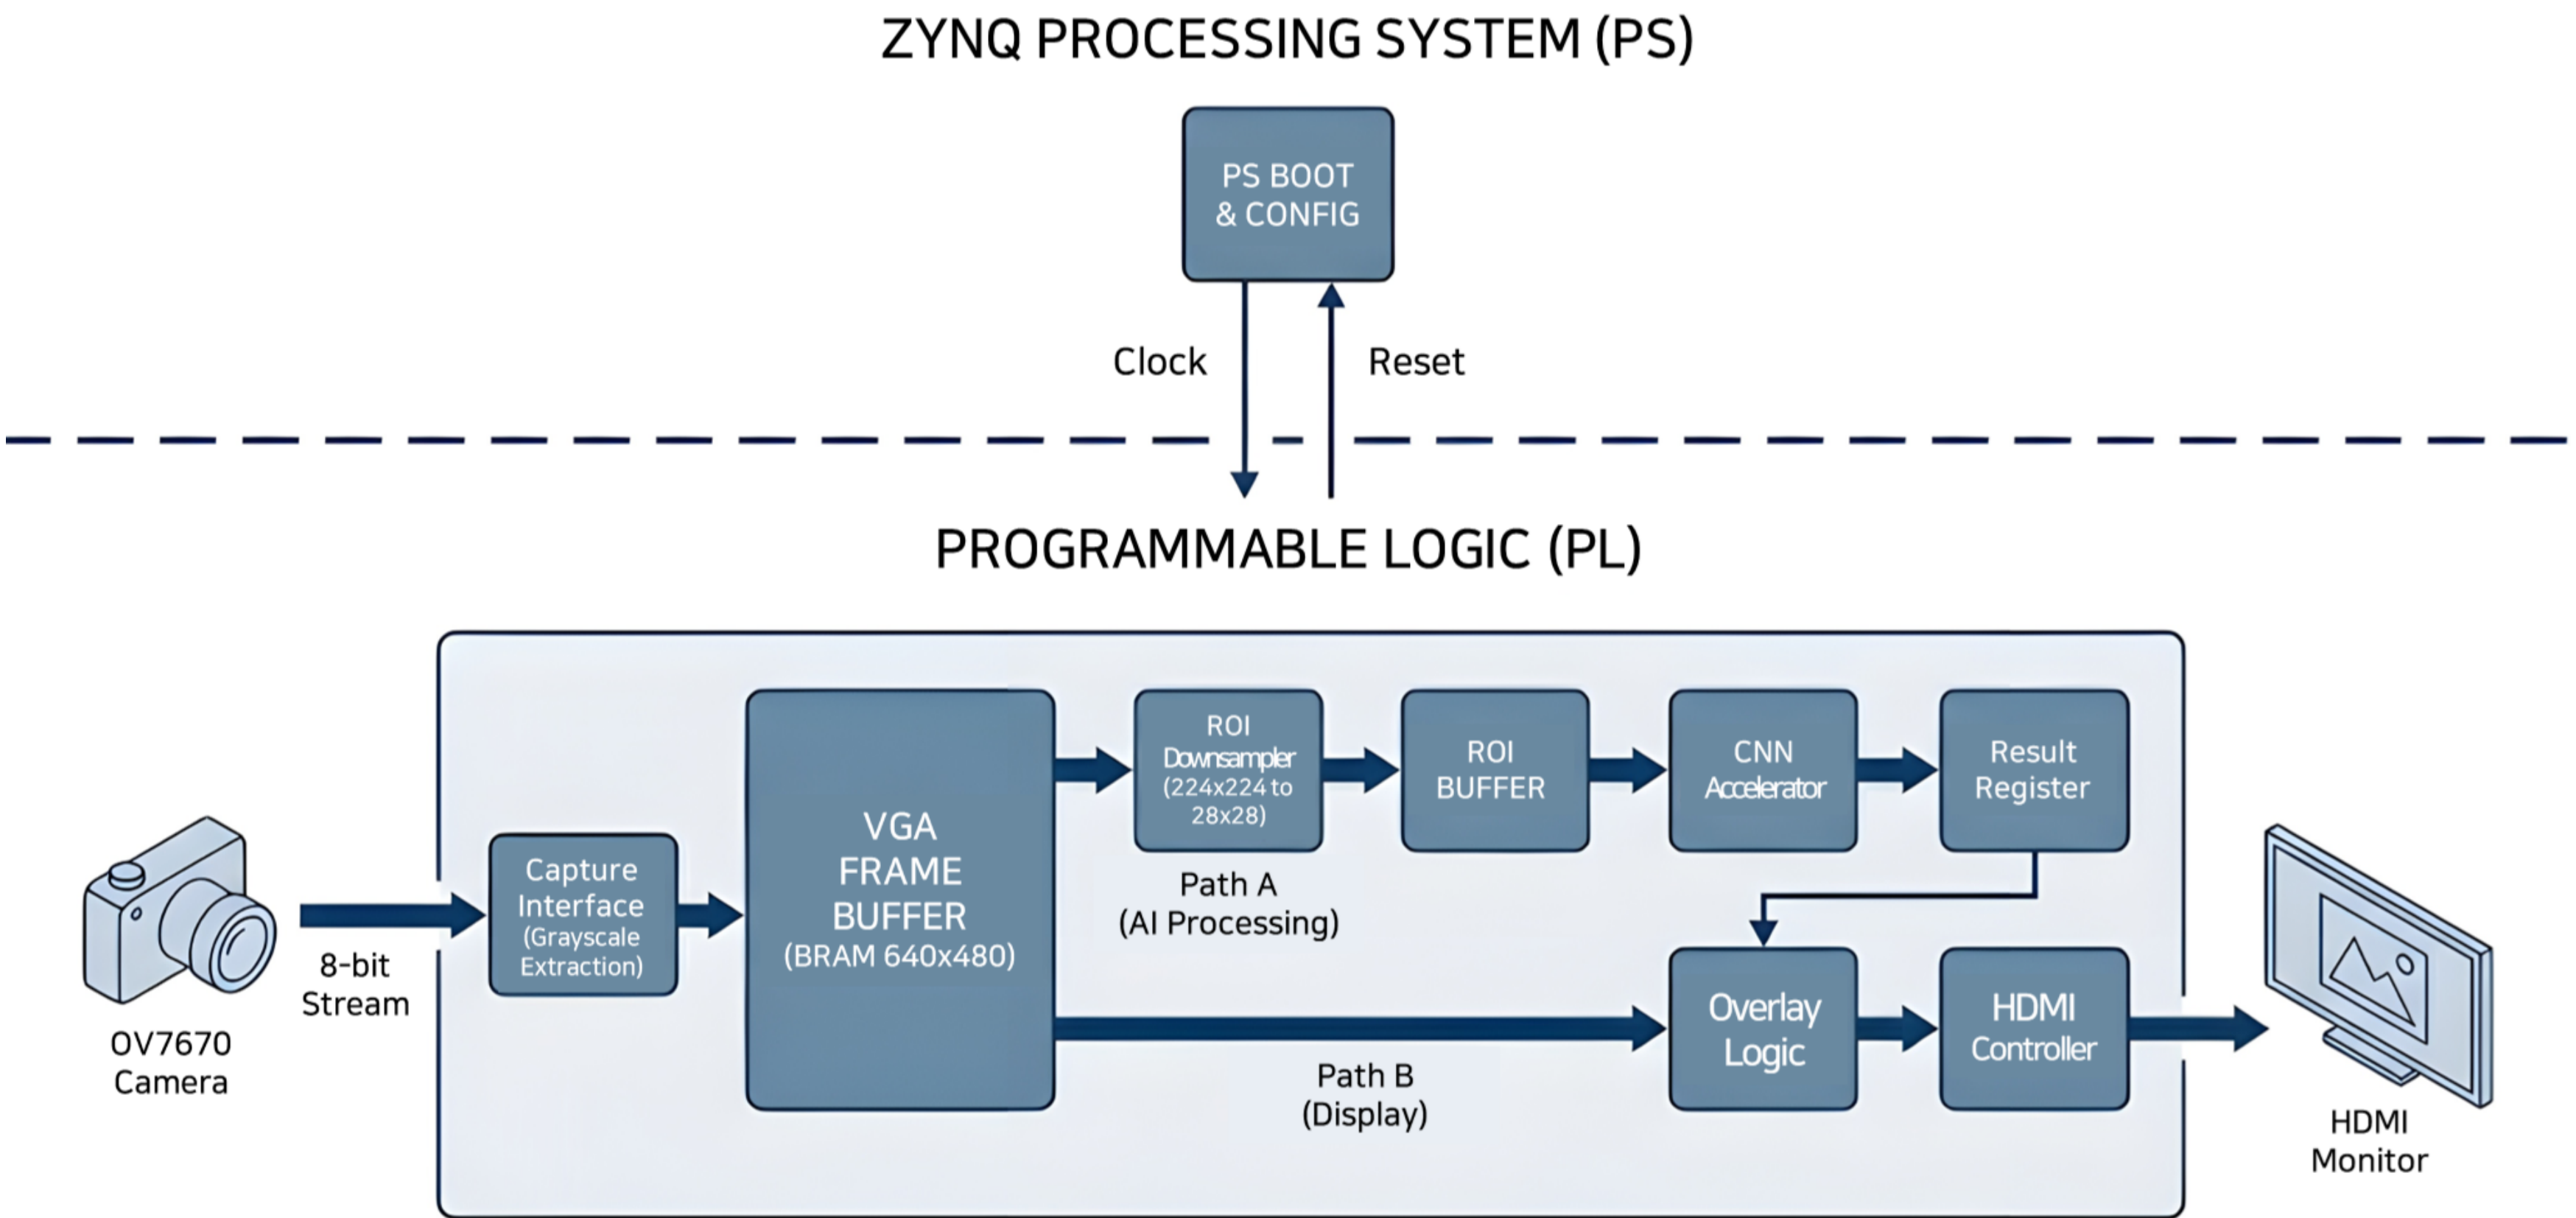 ZYNQ PROCESSING SYSTEM (PS)
PS BOOT
& CONFIG
Clock
Reset
PROGRAMMABLE LOGIC (PL)
OV7670
Camera
8-bit
Stream
Capture
Interface
(Grayscale
Extraction)
VGA
FRAME
BUFFER
(BRAM 640x480)
ROI
Downsampler
(224x224 to
28x28)
Path A
(AI Processing)
ROI
BUFFER
CNN
Accelerator
Result
Register
Path B
(Display)
Overlay
Logic
HDMI
Controller
HDMI
Monitor